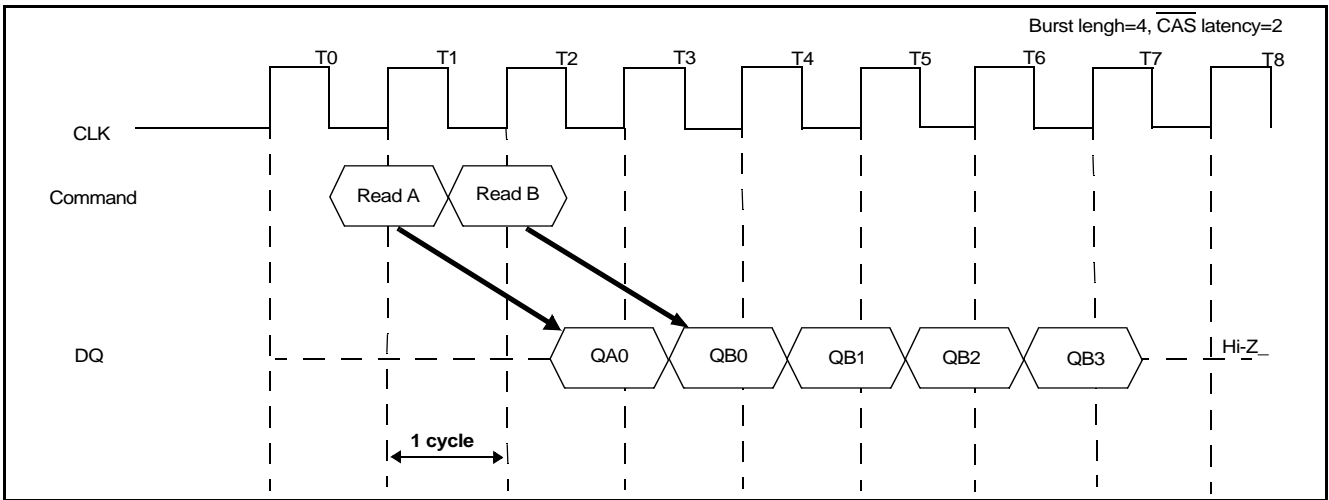 Burst lengh=4, CAS latency=2
T0 T1 T2 T3 T4 T5 T6 T7 T8
CLK
Command Read A Read B
DQ QA0 QB0 QB1 QB2 QB3 Hi-Z_
1 cycle